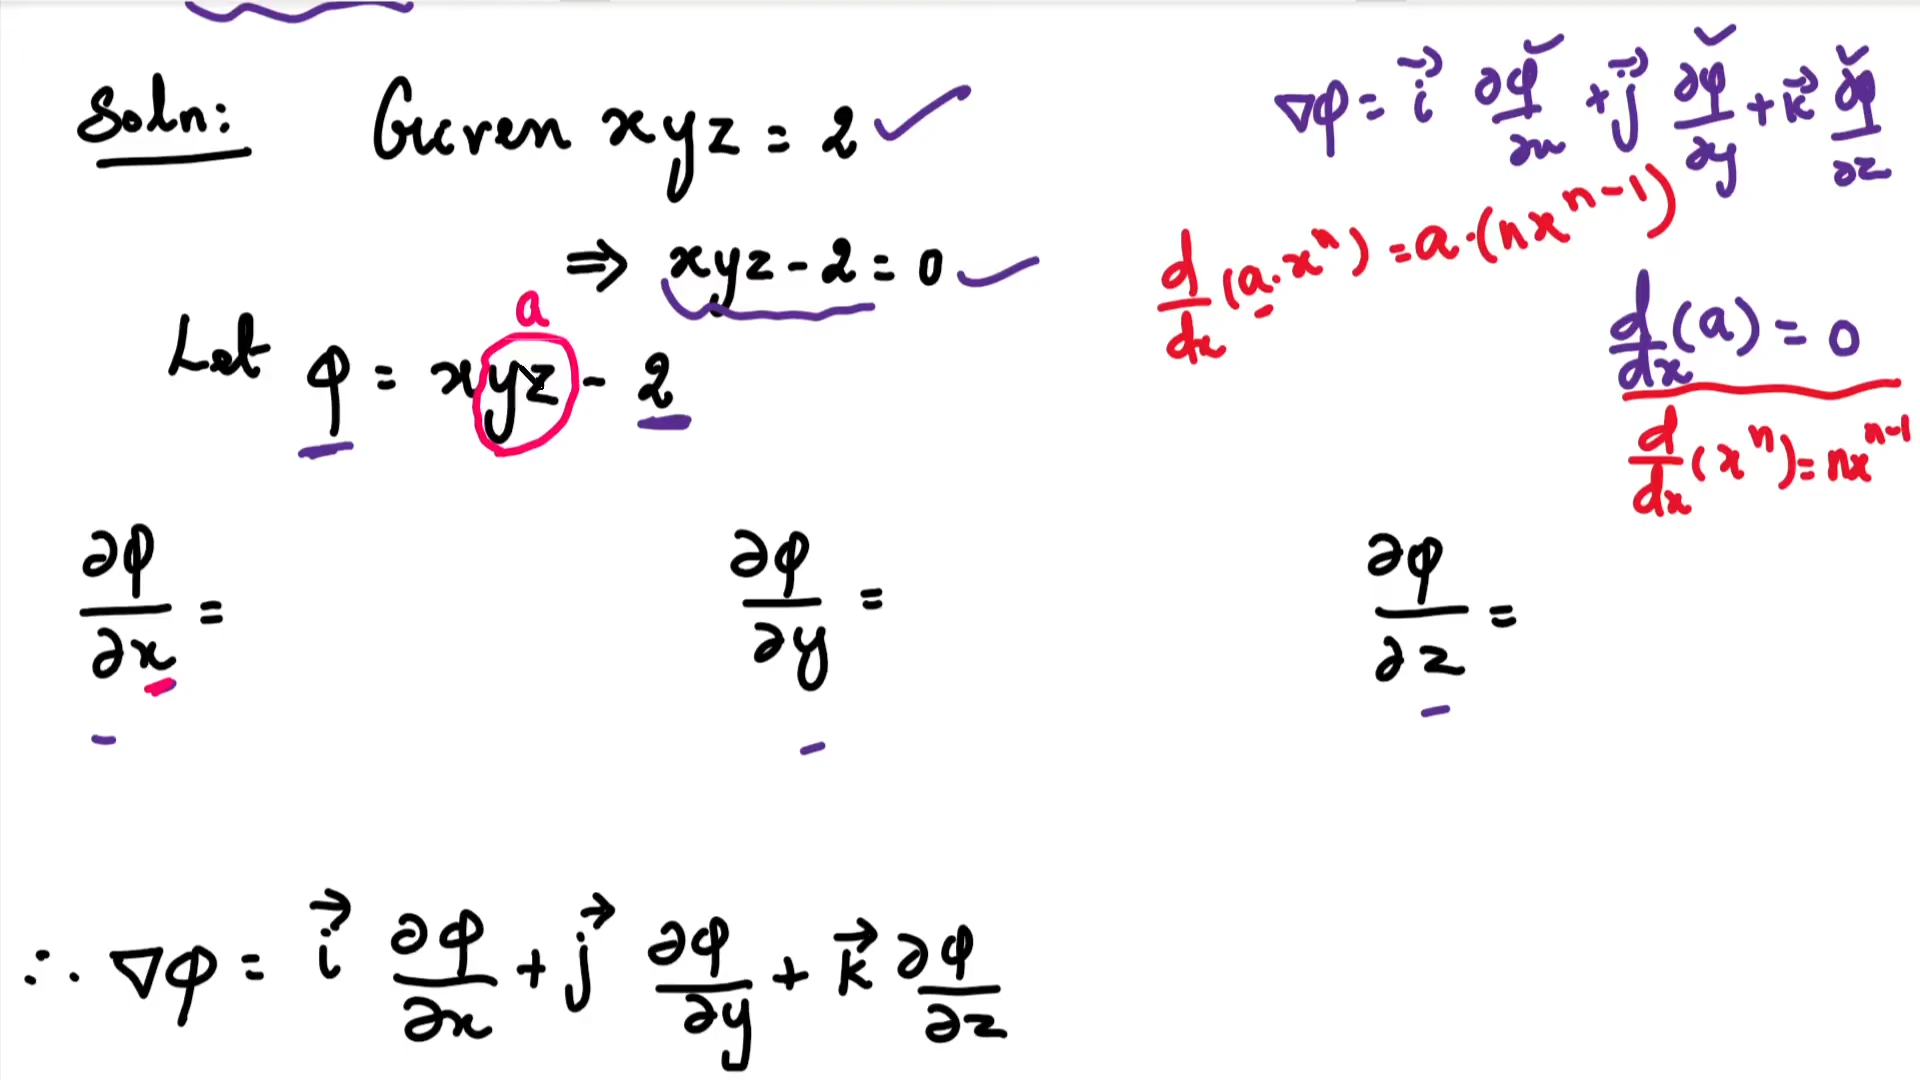 Soln: Given xyz = 2
∇φ = i⃗ ∂φ/∂x + j⃗ ∂φ/∂y + k⃗ ∂φ/∂z
⇒ xyz - 2 = 0
d/dx (a·xⁿ) = a·(nxⁿ⁻¹)
d/dx (a) = 0
a
Let φ = xyz - 2
d/dx (xⁿ) = nxⁿ⁻¹
∂φ/∂x = ∂φ/∂y = ∂φ/∂z =
∴ ∇φ = i⃗ ∂φ/∂x + j⃗ ∂φ/∂y + k⃗ ∂φ/∂z